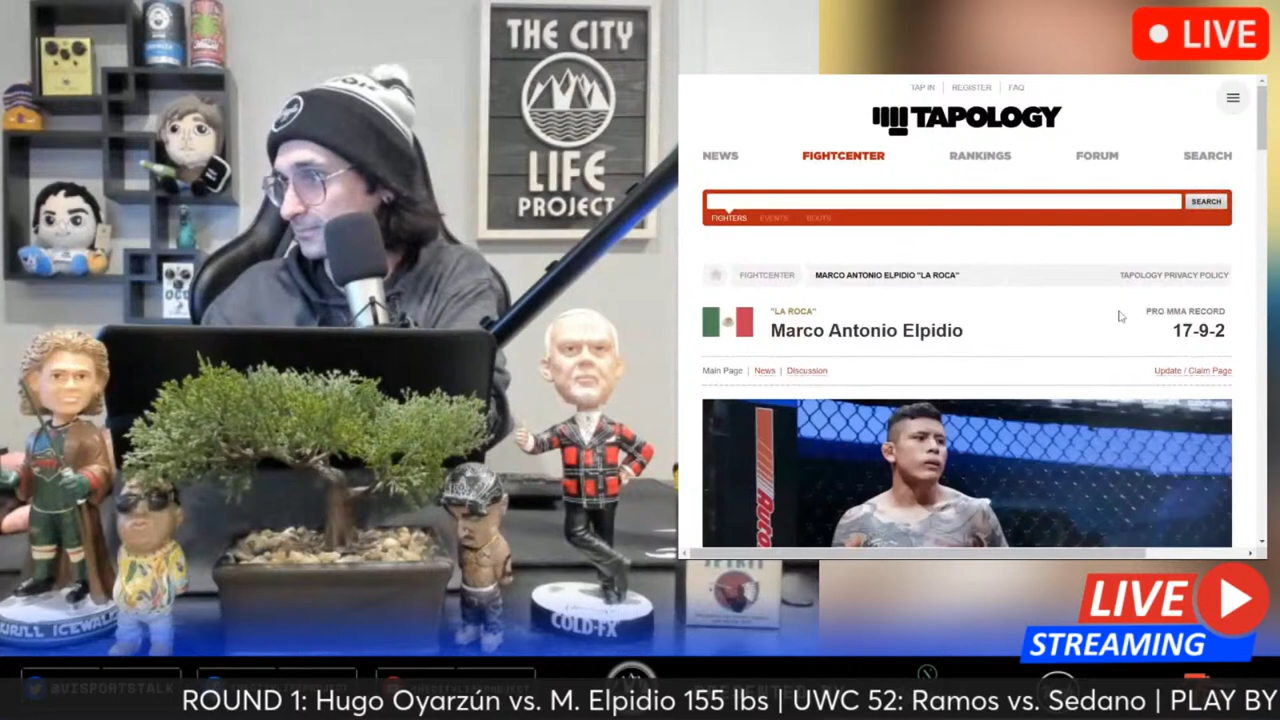 THE CITY
LIFE
PROJECT
LIVE
TAP IN
REGISTER
FAQ
TAPOLOGY
NEWS
FIGHTCENTER
RANKINGS
FORUM
SEARCH
SEARCH
FIGHTERS
EVENTS
BOUTS
FIGHTCENTER
MARCO ANTONIO ELPIDIO "LA ROCA"
TAPOLOGY PRIVACY POLICY
"LA ROCA"
PRO MMA RECORD
Marco Antonio Elpidio
17-9-2
Main Page | News | Discussion
Update / Claim Page
COLD-FX
LIVE
STREAMING
@VISPORTSTALK
ROUND 1: Hugo Oyarzún vs. M. Elpidio 155 lbs | UWC 52: Ramos vs. Sedano | PLAY BY